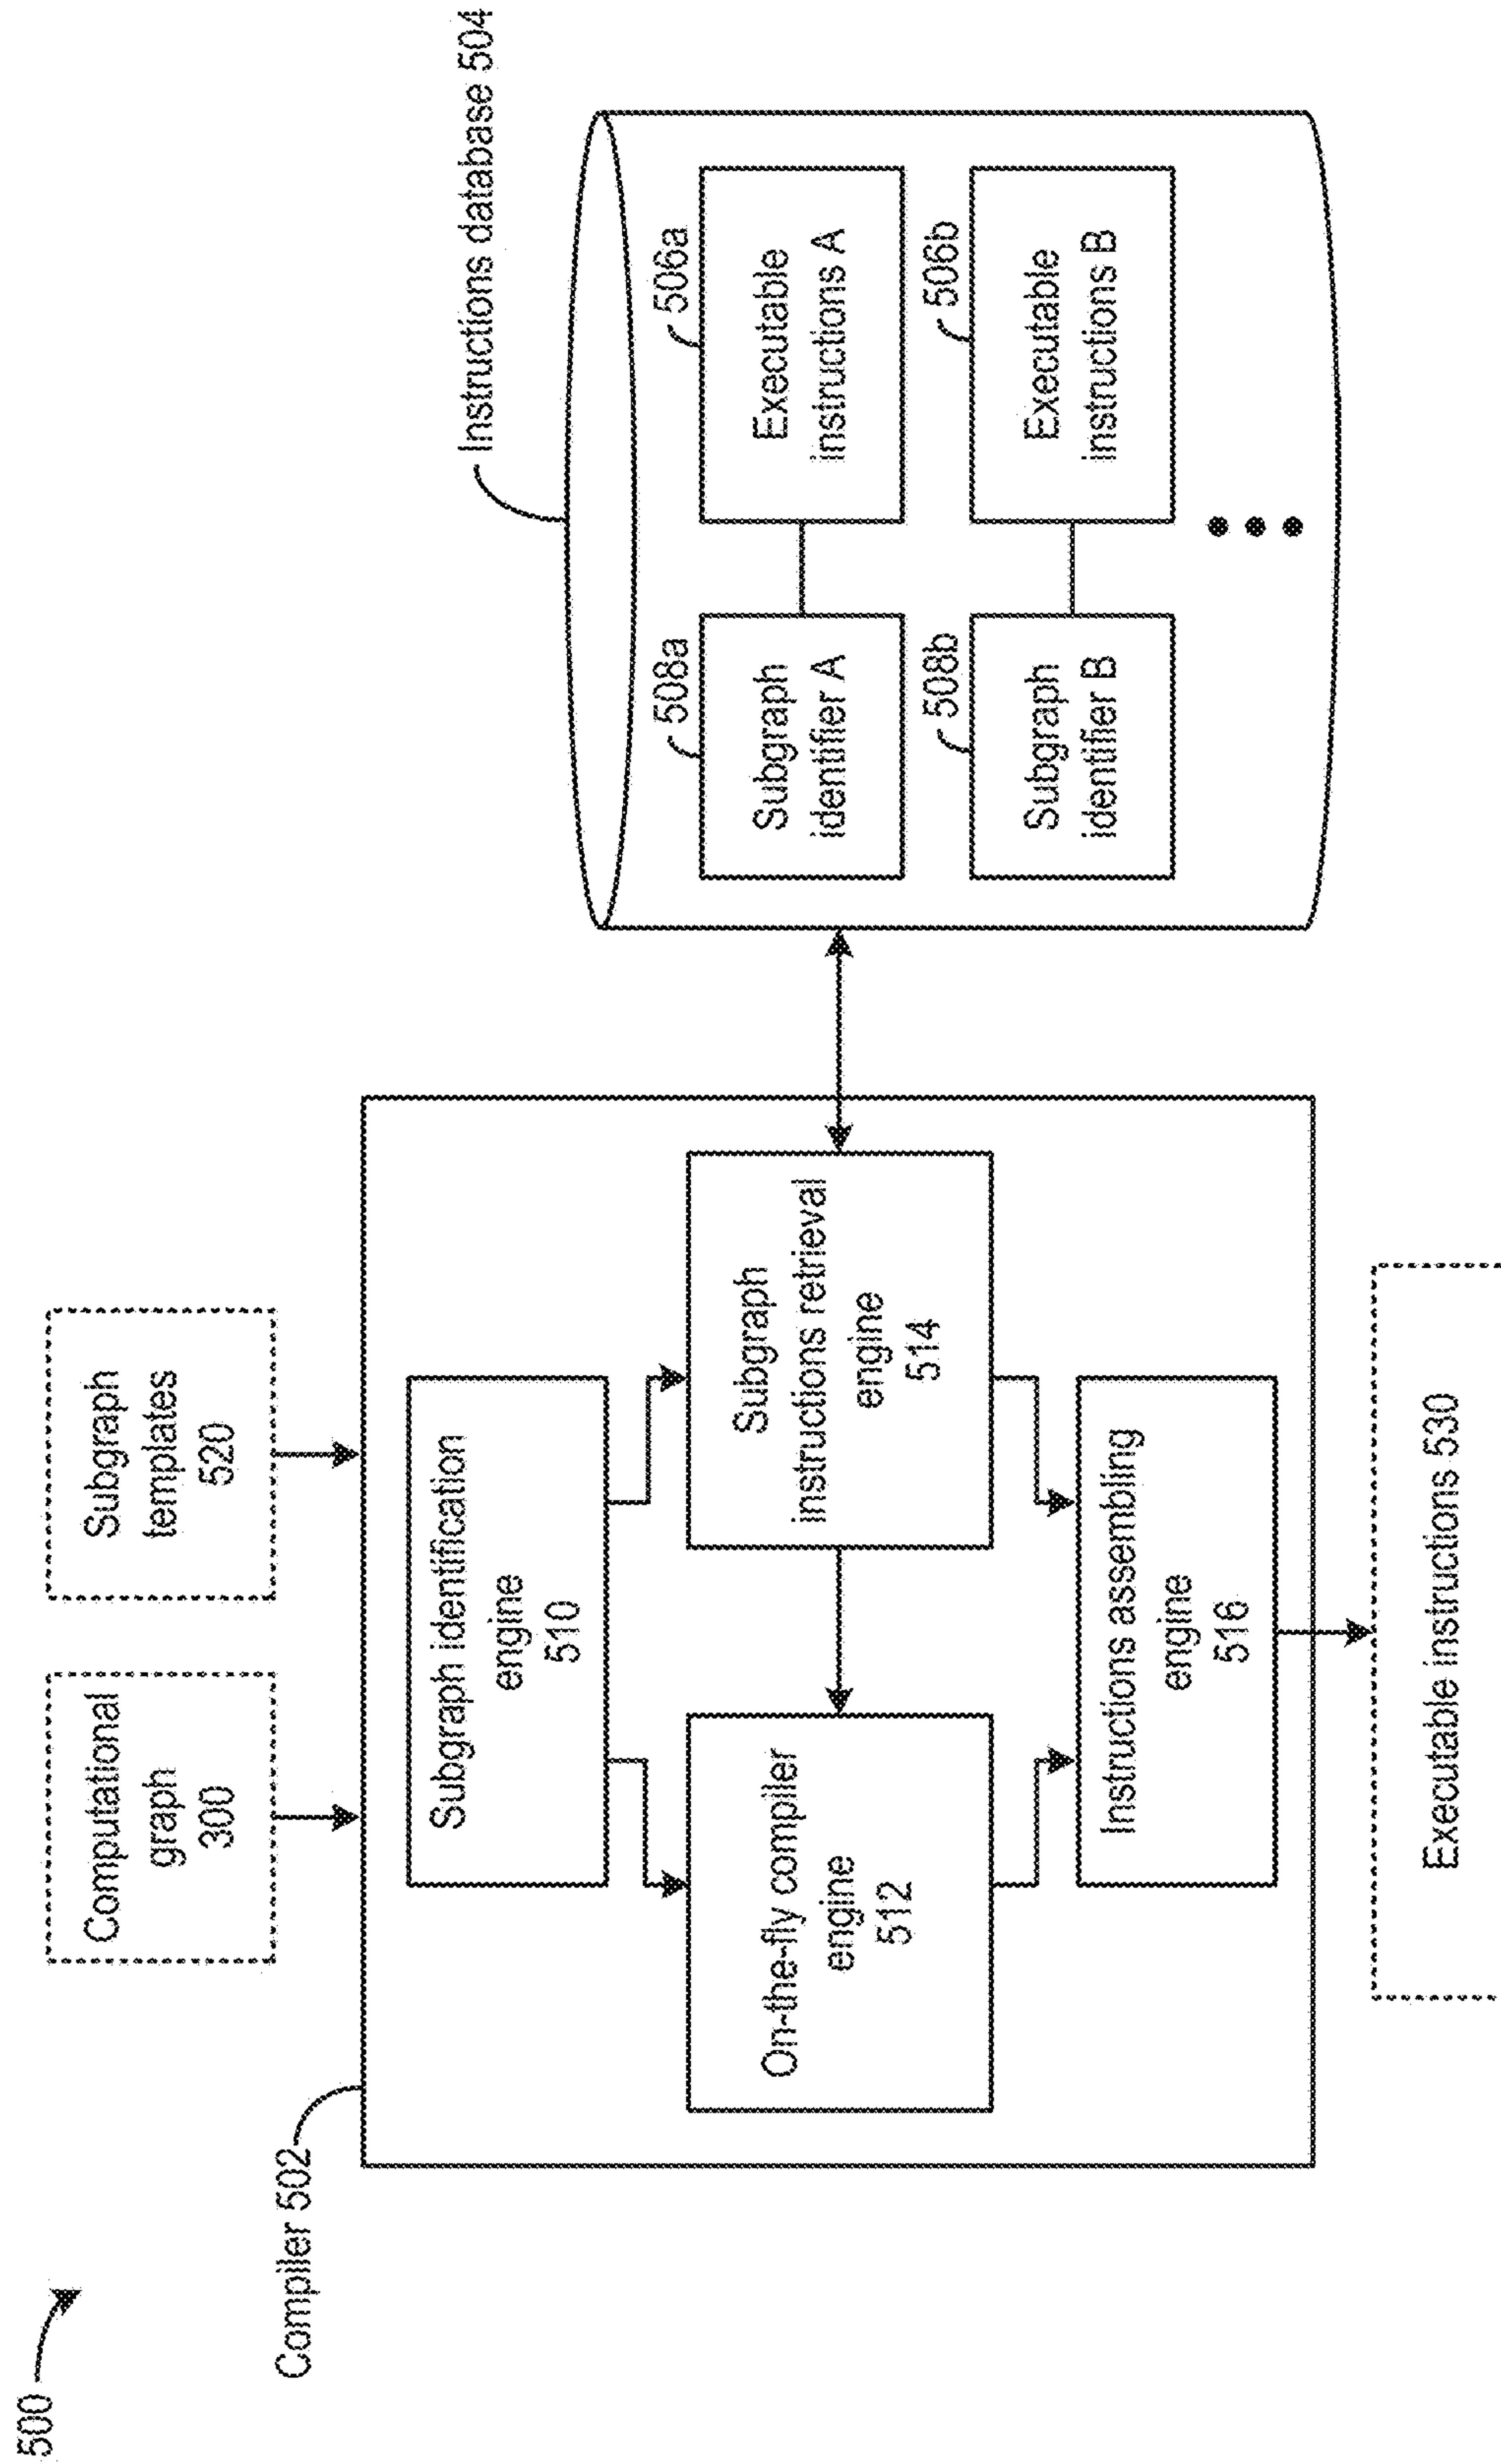 500
Compiler 502
Computational
graph
300
Subgraph
templates
520
Subgraph identification
engine
510
On-the-fly compiler
engine
512
Subgraph
instructions retrieval
engine
514
Instructions assembling
engine
516
Executable instructions 530
Instructions database 504
508a
Subgraph
identifier A
506a
Executable
instructions A
508b
Subgraph
identifier B
506b
Executable
instructions B